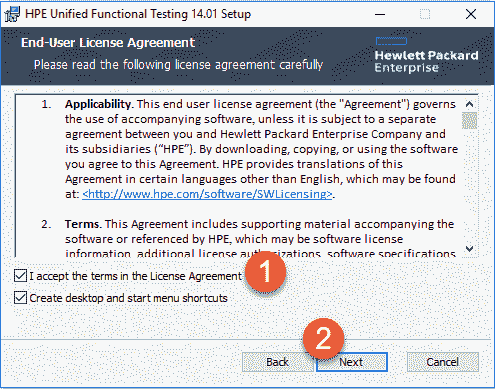 HPE Unified Functional Testing 14.01 Setup
End-User License Agreement
Please read the following license agreement carefully
Hewlett Packard
Enterprise
1. Applicability. This end user license agreement (the "Agreement") governs
the use of accompanying software, unless it is subject to a separate
agreement between you and Hewlett Packard Enterprise Company and
its subsidiaries (“HPE”). By downloading, copying, or using the software
you agree to this Agreement. HPE provides translations of this
Agreement in certain languages other than English, which may be found
at: <http://www.hpe.com/software/SWLicensing>.
2. Terms. This Agreement includes supporting material accompanying the
software or referenced by HPE, which may be software license
information, additional license authorizations, software specifications,
I accept the terms in the License Agreement
1
Create desktop and start menu shortcuts
2
Back
Next
Cancel